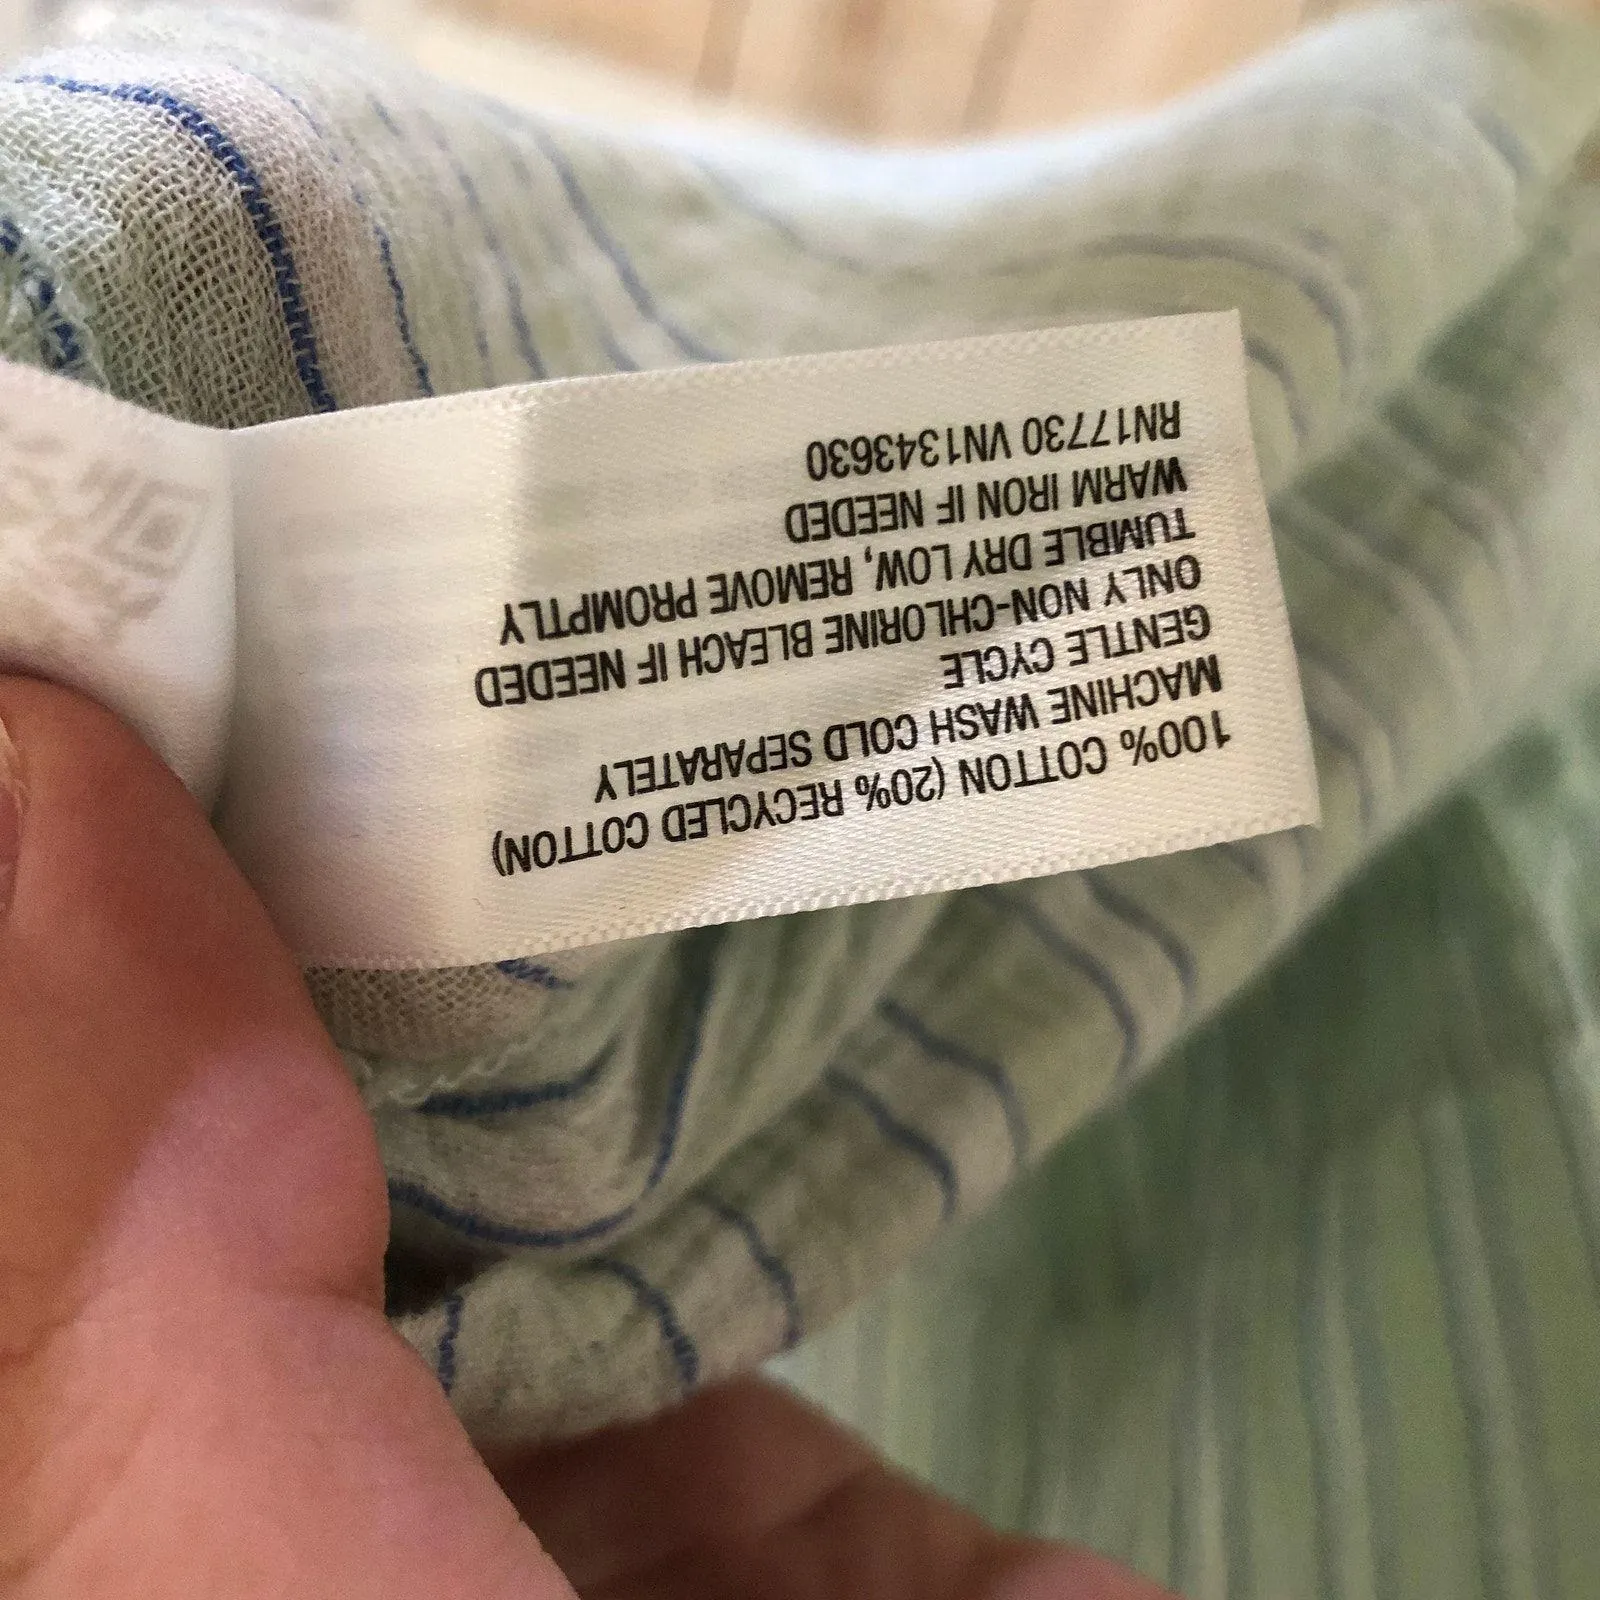 100% COTTON (20% RECYCLED COTTON)
MACHINE WASH COLD SEPARATELY
GENTLE CYCLE
ONLY NON-CHLORINE BLEACH IF NEEDED
TUMBLE DRY LOW, REMOVE PROMPTLY
WARM IRON IF NEEDED
RN17730 VN1343630